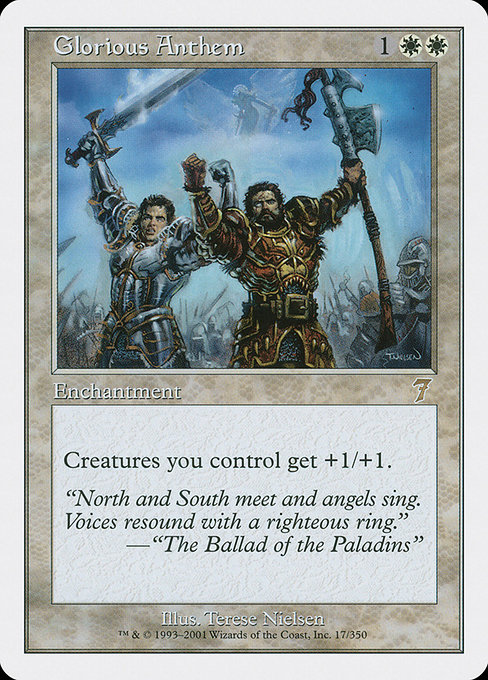 Glorious Anthem 1
T. NIELSEN
Enchantment 7
Creatures you control get +1/+1.
“North and South meet and angels sing.
Voices resound with a righteous ring.”
—“The Ballad of the Paladins”
Illus. Terese Nielsen
™ & © 1993–2001 Wizards of the Coast, Inc. 17/350